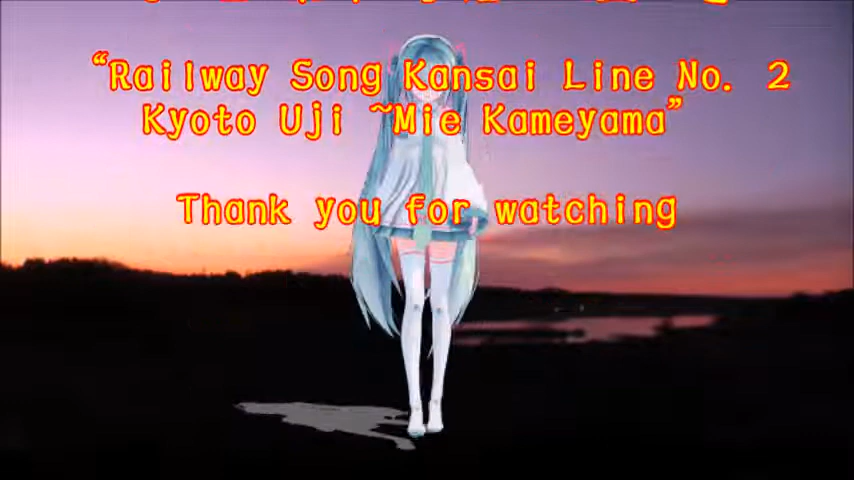 “Railway Song Kansai Line No. 2
Kyoto Uji ~Mie Kameyama”
Thank you for watching